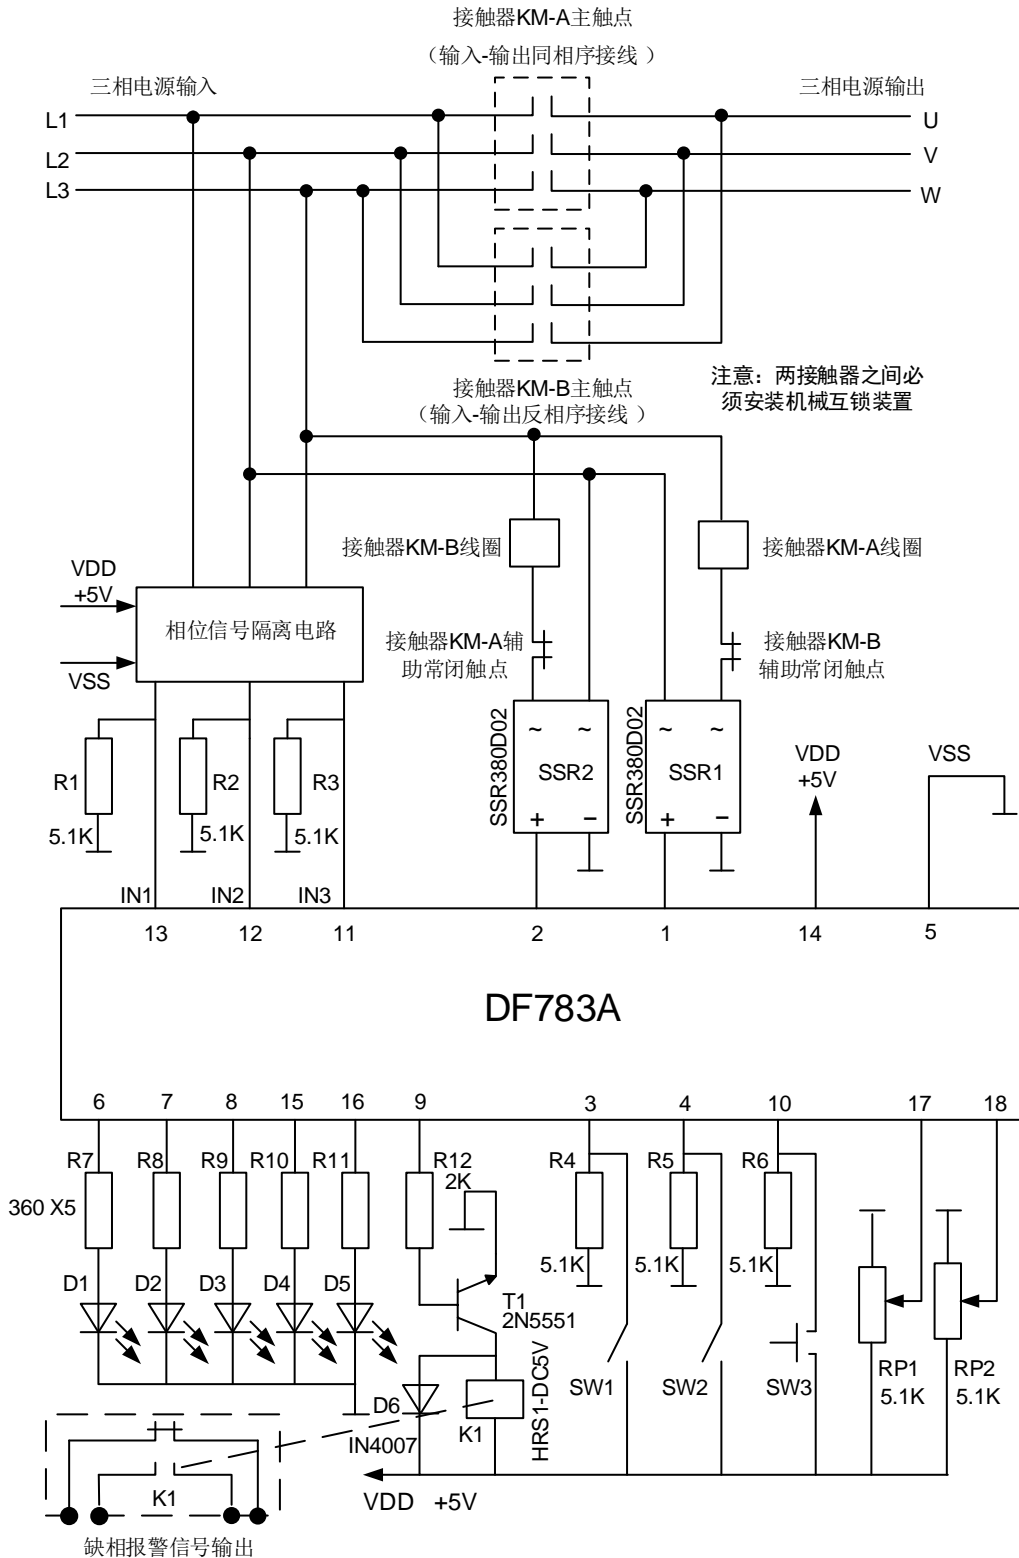 接触器KM-A主触点
（输入-输出同相序接线 ）
三相电源输入
三相电源输出
L1
U
L2
V
L3
W
接触器KM-B主触点
（输入-输出反相序接线 ）
注意：两接触器之间必
须安装机械互锁装置
接触器KM-B线圈
接触器KM-A线圈
VDD
+5V
相位信号隔离电路
VSS
接触器KM-A辅
助常闭触点
接触器KM-B
辅助常闭触点
SSR380D02
~ ~
SSR2
+ −
SSR380D02
~ ~
SSR1
+ −
VDD
+5V
VSS
R1
5.1K
R2
5.1K
R3
5.1K
IN1 IN2 IN3
13 12 11 2 1 14 5
DF783A
6 7 8 15 16 9 3 4 10 17 18
R7 R8 R9 R10 R11 R12
2K
R4 R5 R6
360 X5
5.1K 5.1K 5.1K
D1 D2 D3 D4 D5
T1
2N5551
HRS1-DC5V
SW1 SW2 SW3
RP1
5.1K
RP2
5.1K
D6
IN4007
K1
K1
VDD +5V
缺相报警信号输出